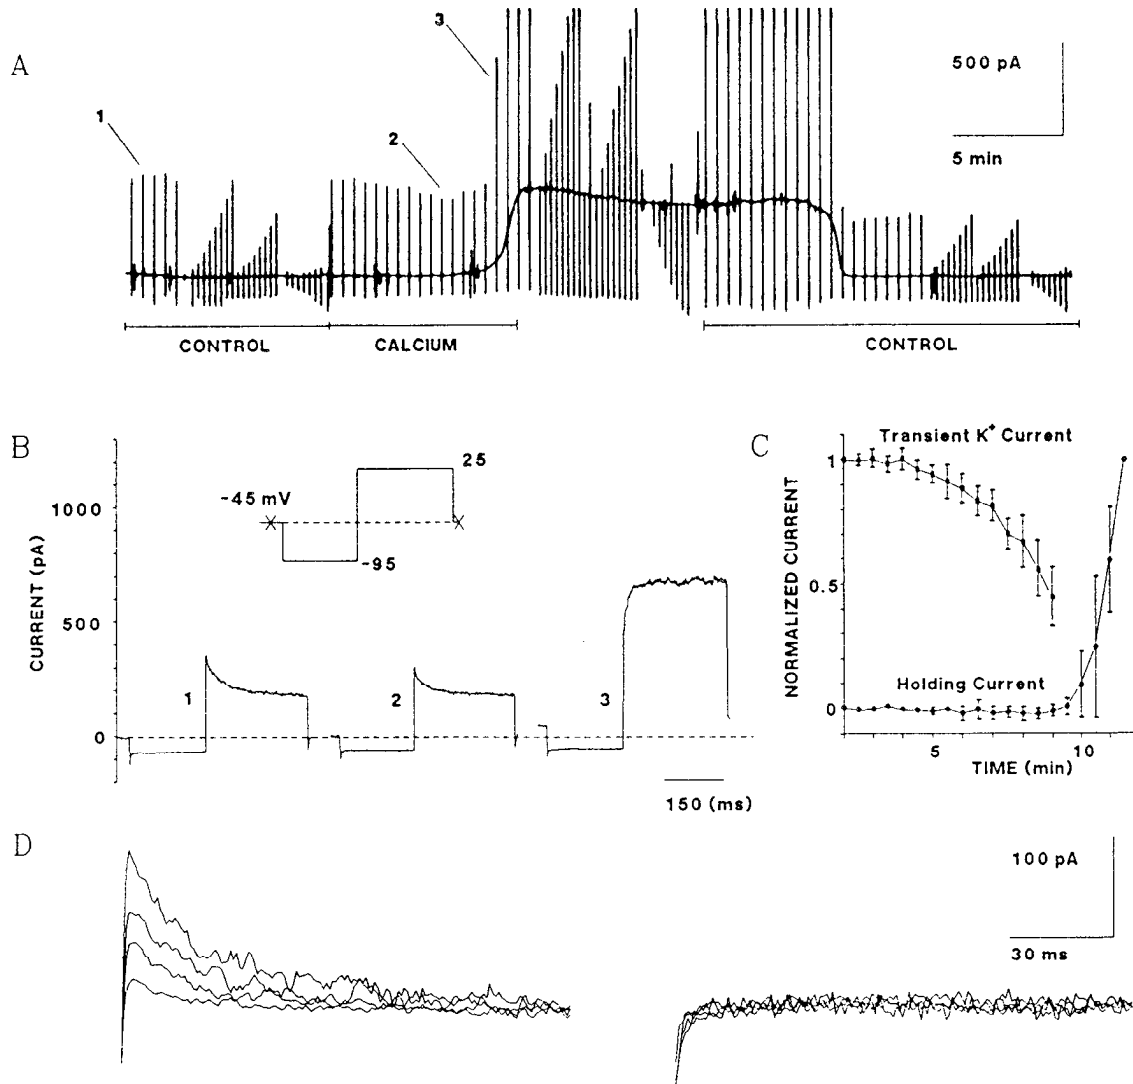 A
1
2
3
500 pA
5 min
CONTROL
CALCIUM
CONTROL
B
CURRENT (pA)
1000
500
0
-45 mV
25
-95
1
2
3
150 (ms)
C
NORMALIZED CURRENT
1
0.5
0
Transient K⁺ Current
Holding Current
5
10
TIME (min)
D
100 pA
30 ms